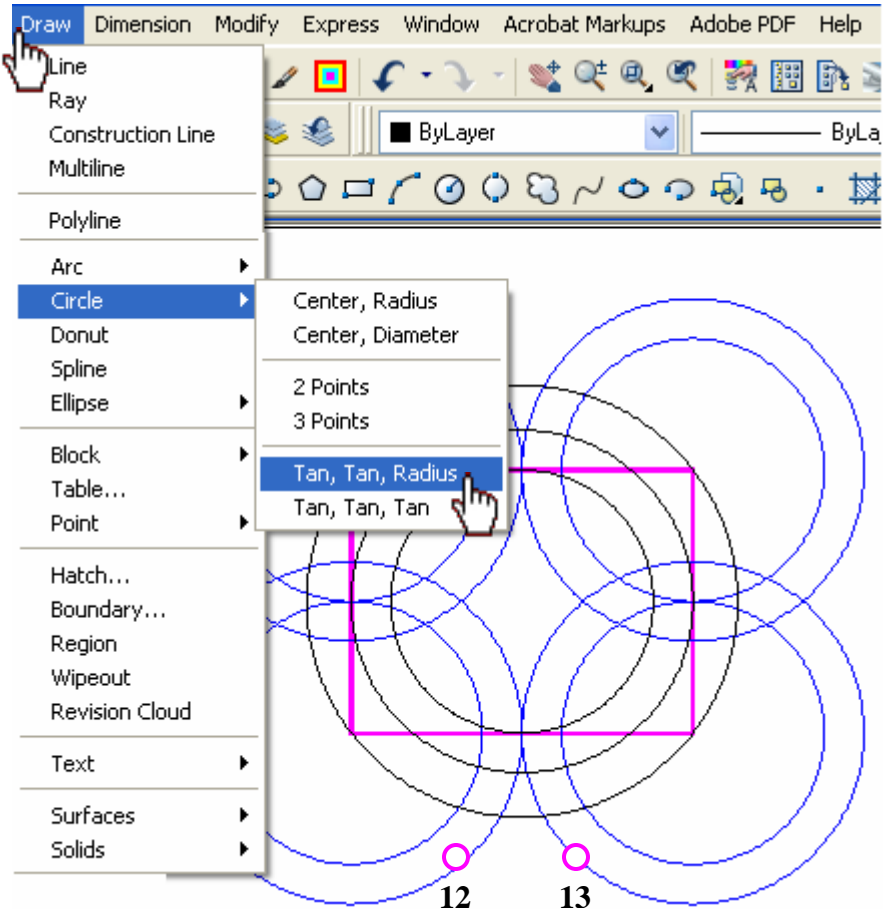 Draw Dimension Modify Express Window Acrobat Markups Adobe PDF Help
Line
Ray
Construction Line
Multiline
ByLayer
Polyline
Arc
Circle
Center, Radius
Donut
Center, Diameter
Spline
Ellipse
2 Points
3 Points
Block
Tan, Tan, Radius
Table...
Tan, Tan, Tan
Point
Hatch...
Boundary...
Region
Wipeout
Revision Cloud
Text
Surfaces
Solids
12 13